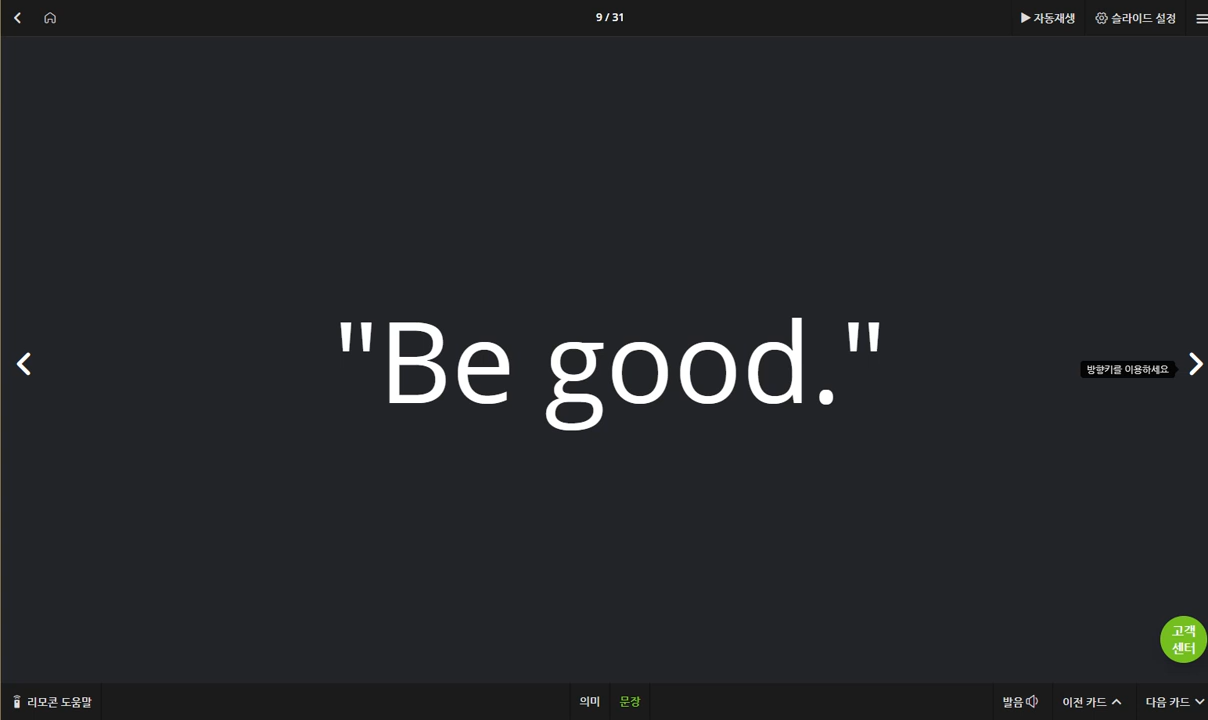 9 / 31
자동재생
슬라이드 설정
"Be good."
방향키를 이용하세요
고객
센터
리모콘 도움말
의미
문장
발음
이전 카드
다음 카드